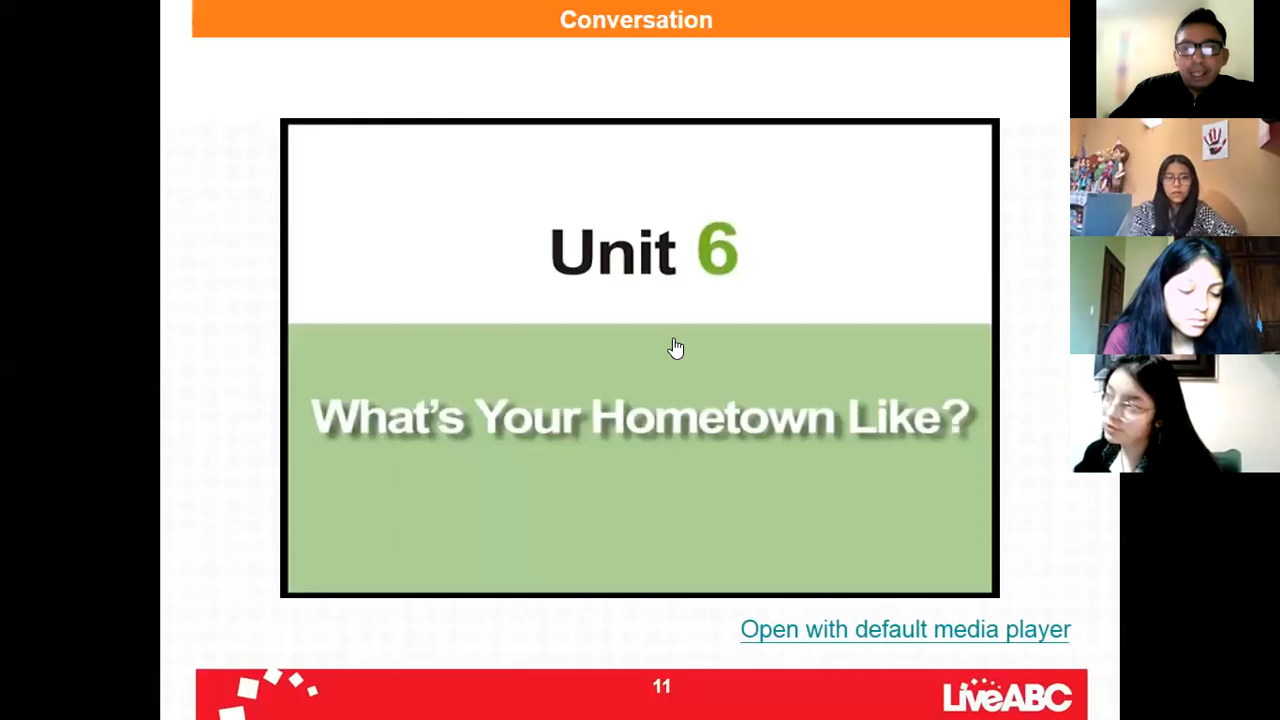 Conversation
Unit 6
What's Your Hometown Like?
Open with default media player
11
LiveABC